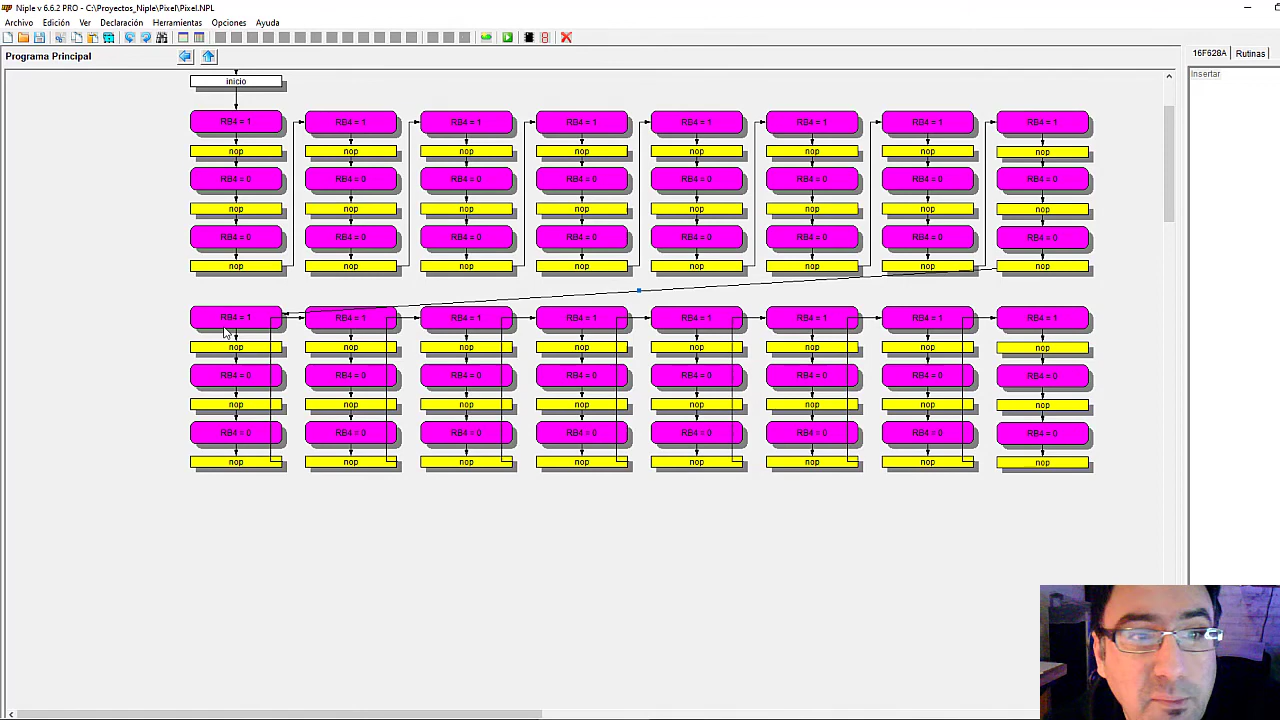 Niple v 6.6.2 PRO - C:\Proyectos_Niple\Pixel\Pixel.NPL
Archivo Edición Ver Declaración Herramientas Opciones Ayuda
Programa Principal
16F628A Rutinas
Insertar
inicio
RB4 = 1 RB4 = 1 RB4 = 1 RB4 = 1 RB4 = 1 RB4 = 1 RB4 = 1 RB4 = 1
nop nop nop nop nop nop nop nop
RB4 = 0 RB4 = 0 RB4 = 0 RB4 = 0 RB4 = 0 RB4 = 0 RB4 = 0 RB4 = 0
nop nop nop nop nop nop nop nop
RB4 = 0 RB4 = 0 RB4 = 0 RB4 = 0 RB4 = 0 RB4 = 0 RB4 = 0 RB4 = 0
nop nop nop nop nop nop nop nop
RB4 = 1 RB4 = 1 RB4 = 1 RB4 = 1 RB4 = 1 RB4 = 1 RB4 = 1 RB4 = 1
nop nop nop nop nop nop nop nop
RB4 = 0 RB4 = 0 RB4 = 0 RB4 = 0 RB4 = 0 RB4 = 0 RB4 = 0 RB4 = 0
nop nop nop nop nop nop nop nop
RB4 = 0 RB4 = 0 RB4 = 0 RB4 = 0 RB4 = 0 RB4 = 0 RB4 = 0 RB4 = 0
nop nop nop nop nop nop nop nop